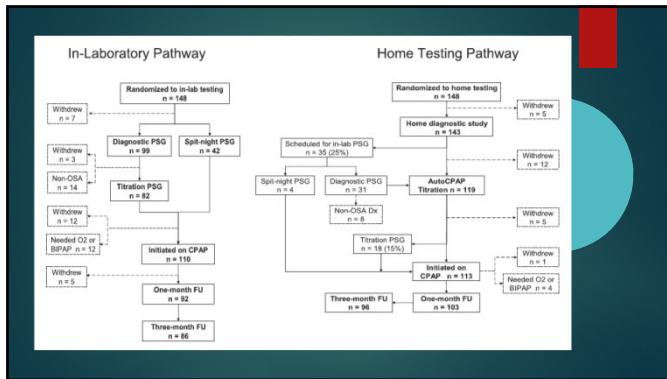 In-Laboratory Pathway
Randomized to in-lab testing
n = 148
Withdrew
n = 7
Diagnostic PSG
n = 99
Spit-night PSG
n = 42
Withdrew
n = 3
Non-OSA
n = 14
Titration PSG
n = 82
Withdrew
n = 12
Needed O2 or
BIPAP n = 12
Initiated on CPAP
n = 110
Withdrew
n = 5
One-month FU
n = 92
Three-month FU
n = 86
Home Testing Pathway
Randomized to home testing
n = 148
Withdrew
n = 5
Home diagnostic study
n = 143
Scheduled for in-lab PSG
n = 35 (25%)
Withdrew
n = 12
Spit-night PSG
n = 4
Diagnostic PSG
n = 31
AutoCPAP
Titration n = 119
Non-OSA Dx
n = 8
Withdrew
n = 5
Titration PSG
n = 18 (15%)
Withdrew
n = 1
Initiated on
CPAP n = 113
Needed O2 or
BIPAP n = 4
Three-month FU
n = 96
One-month FU
n = 103